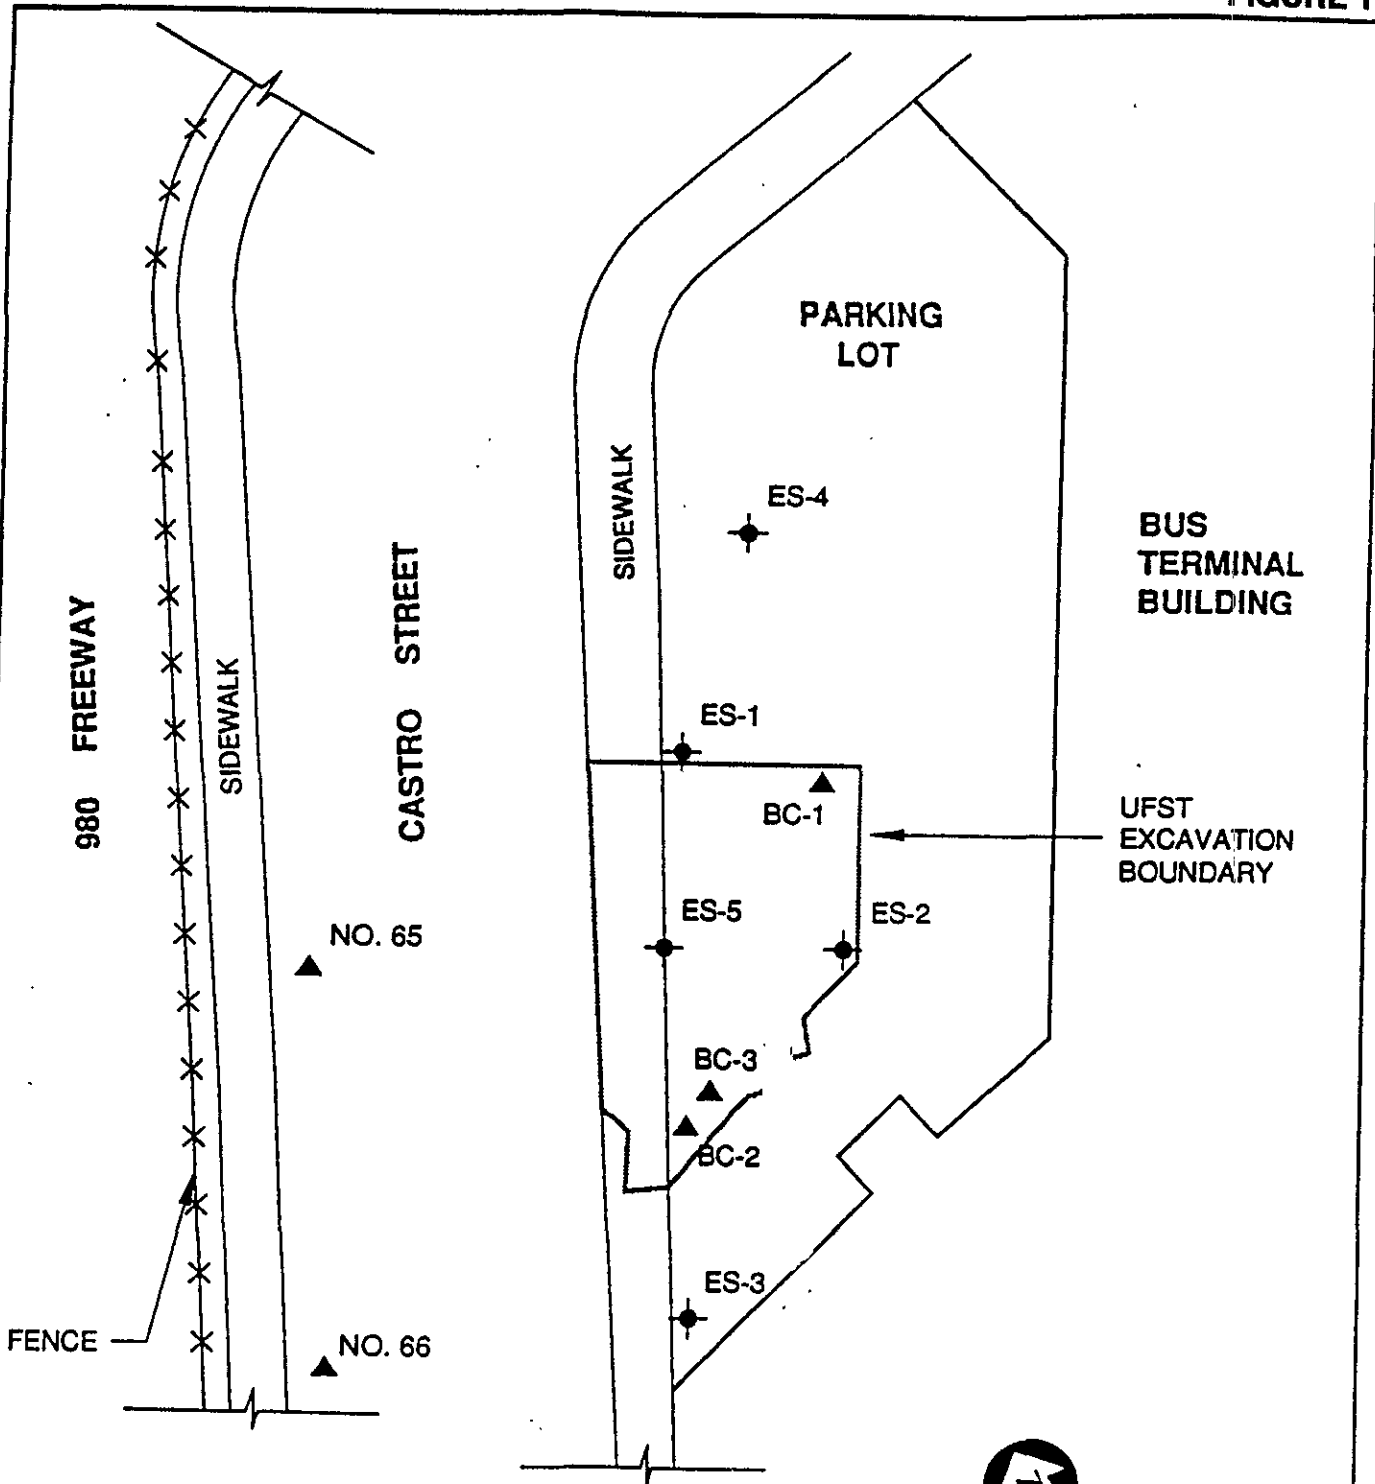 FIGURE 1
PARKING
LOT
SIDEWALK
ES-4
BUS
TERMINAL
BUILDING
980 FREEWAY
SIDEWALK
CASTRO STREET
ES-1
BC-1
UFST
EXCAVATION
BOUNDARY
ES-5
ES-2
NO. 65
BC-3
BC-2
ES-3
FENCE
NO. 66